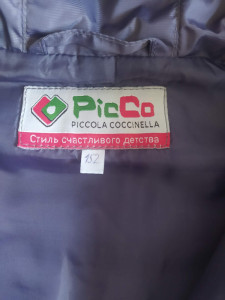 PicCo
PICCOLA COCCINELLA
Стиль счастливого детства
152